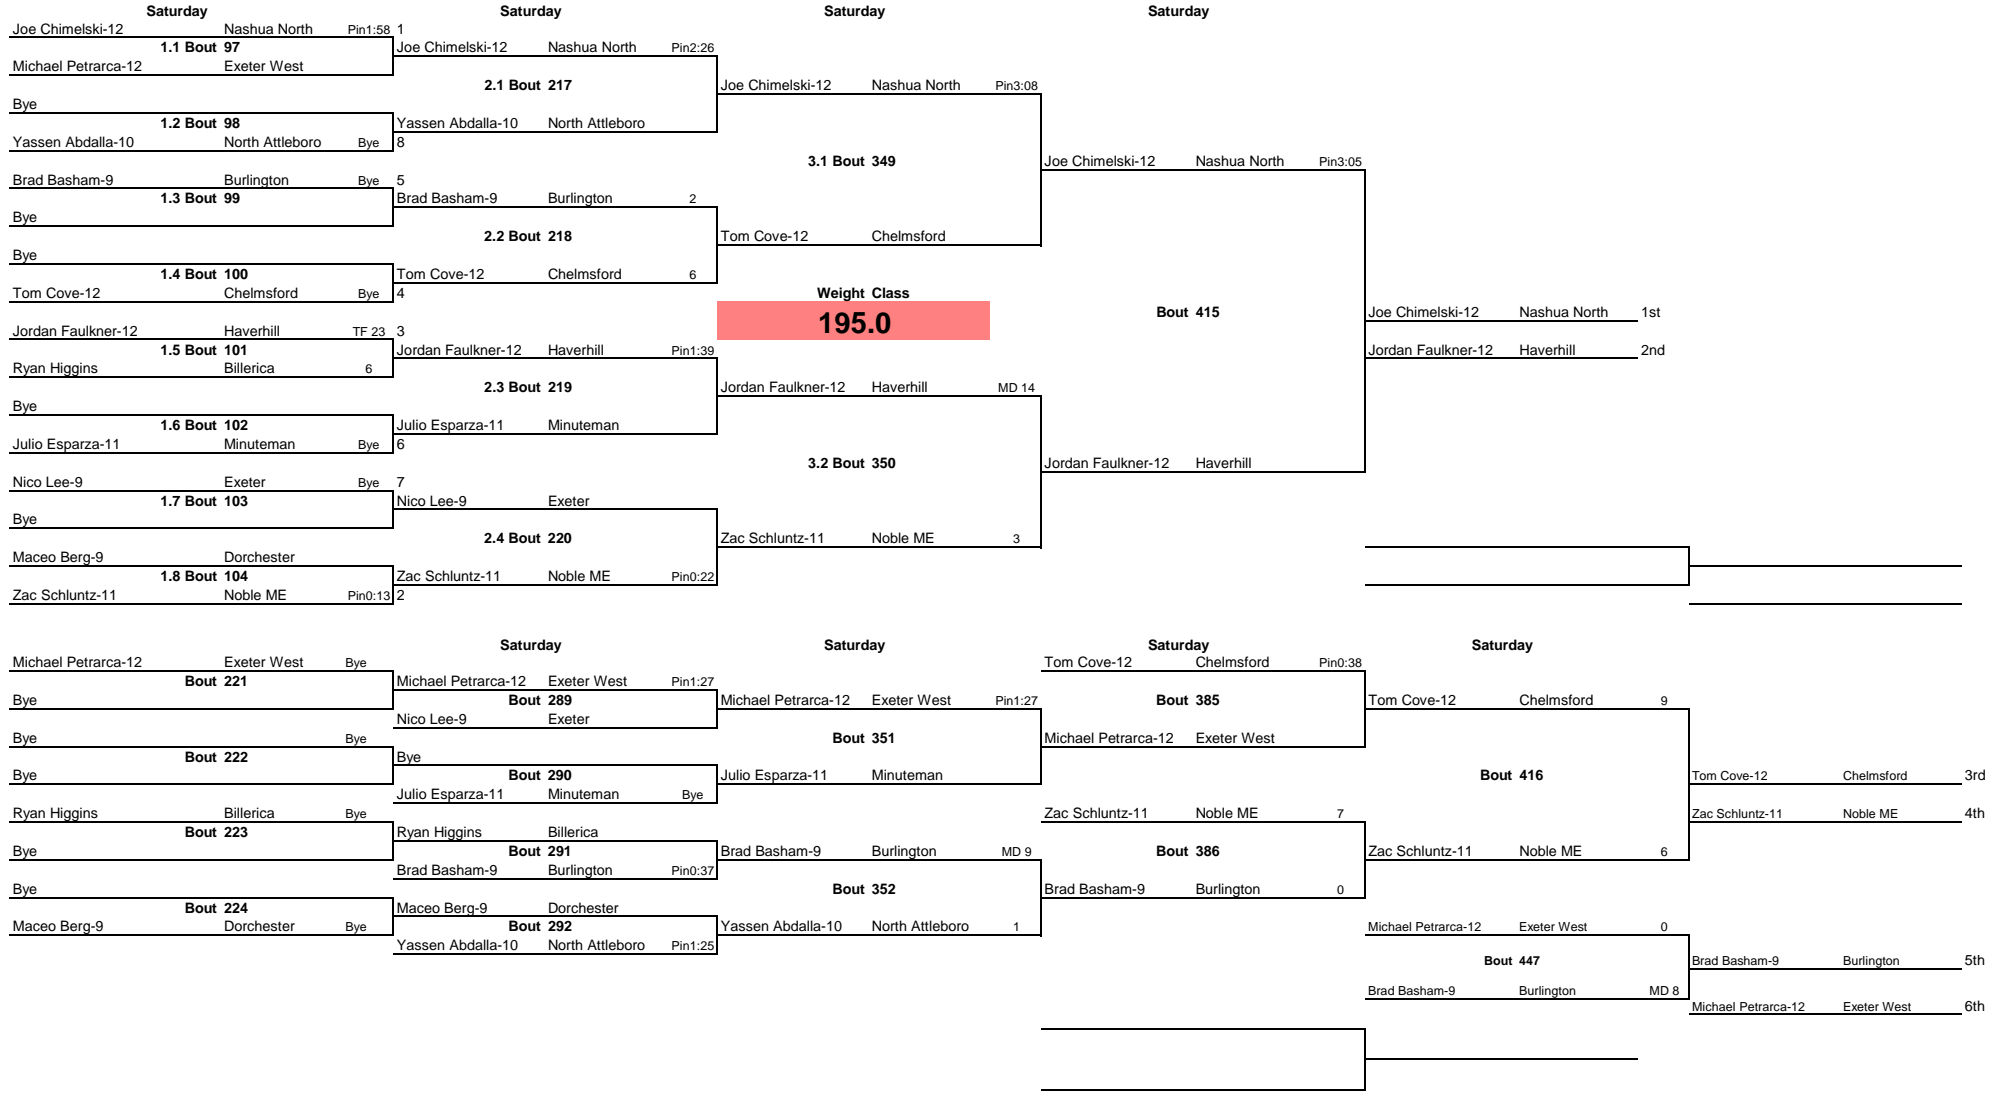 Saturday Saturday Saturday Saturday
Joe Chimelski-12 Nashua North Pin1:58 1
1.1 Bout 97 Joe Chimelski-12 Nashua North Pin2:26
Michael Petrarca-12 Exeter West
2.1 Bout 217 Joe Chimelski-12 Nashua North Pin3:08
Bye
1.2 Bout 98 Yassen Abdalla-10 North Attleboro
Yassen Abdalla-10 North Attleboro Bye 8
3.1 Bout 349 Joe Chimelski-12 Nashua North Pin3:05
Brad Basham-9 Burlington Bye 5
1.3 Bout 99 Brad Basham-9 Burlington 2
Bye
2.2 Bout 218 Tom Cove-12 Chelmsford
Bye
1.4 Bout 100 Tom Cove-12 Chelmsford 6
Tom Cove-12 Chelmsford Bye 4 Weight Class
Bout 415 Joe Chimelski-12 Nashua North 1st
195.0
Jordan Faulkner-12 Haverhill TF 23 3
1.5 Bout 101 Jordan Faulkner-12 Haverhill Pin1:39 Jordan Faulkner-12 Haverhill 2nd
Ryan Higgins Billerica 6
2.3 Bout 219 Jordan Faulkner-12 Haverhill MD 14
Bye
1.6 Bout 102 Julio Esparza-11 Minuteman
Julio Esparza-11 Minuteman Bye 6
3.2 Bout 350 Jordan Faulkner-12 Haverhill
Nico Lee-9 Exeter Bye 7
1.7 Bout 103 Nico Lee-9 Exeter
Bye
2.4 Bout 220 Zac Schluntz-11 Noble ME 3
Maceo Berg-9 Dorchester
1.8 Bout 104 Zac Schluntz-11 Noble ME Pin0:22
Zac Schluntz-11 Noble ME Pin0:13 2
Saturday Saturday Saturday Saturday
Michael Petrarca-12 Exeter West Bye Tom Cove-12 Chelmsford Pin0:38
Bout 221 Michael Petrarca-12 Exeter West Pin1:27
Bye Bout 289 Michael Petrarca-12 Exeter West Pin1:27 Bout 385 Tom Cove-12 Chelmsford 9
Nico Lee-9 Exeter
Bye Bye Bout 351 Michael Petrarca-12 Exeter West
Bout 222 Bye
Bye Bout 290 Julio Esparza-11 Minuteman Bout 416 Tom Cove-12 Chelmsford 3rd
Julio Esparza-11 Minuteman Bye
Ryan Higgins Billerica Bye Zac Schluntz-11 Noble ME 7 Zac Schluntz-11 Noble ME 4th
Bout 223 Ryan Higgins Billerica
Bye Bout 291 Brad Basham-9 Burlington MD 9 Bout 386 Zac Schluntz-11 Noble ME 6
Brad Basham-9 Burlington Pin0:37
Bye Bout 352 Brad Basham-9 Burlington 0
Bout 224 Maceo Berg-9 Dorchester
Maceo Berg-9 Dorchester Bye Bout 292 Yassen Abdalla-10 North Attleboro 1 Michael Petrarca-12 Exeter West 0
Yassen Abdalla-10 North Attleboro Pin1:25
Bout 447 Brad Basham-9 Burlington 5th
Brad Basham-9 Burlington MD 8
Michael Petrarca-12 Exeter West 6th